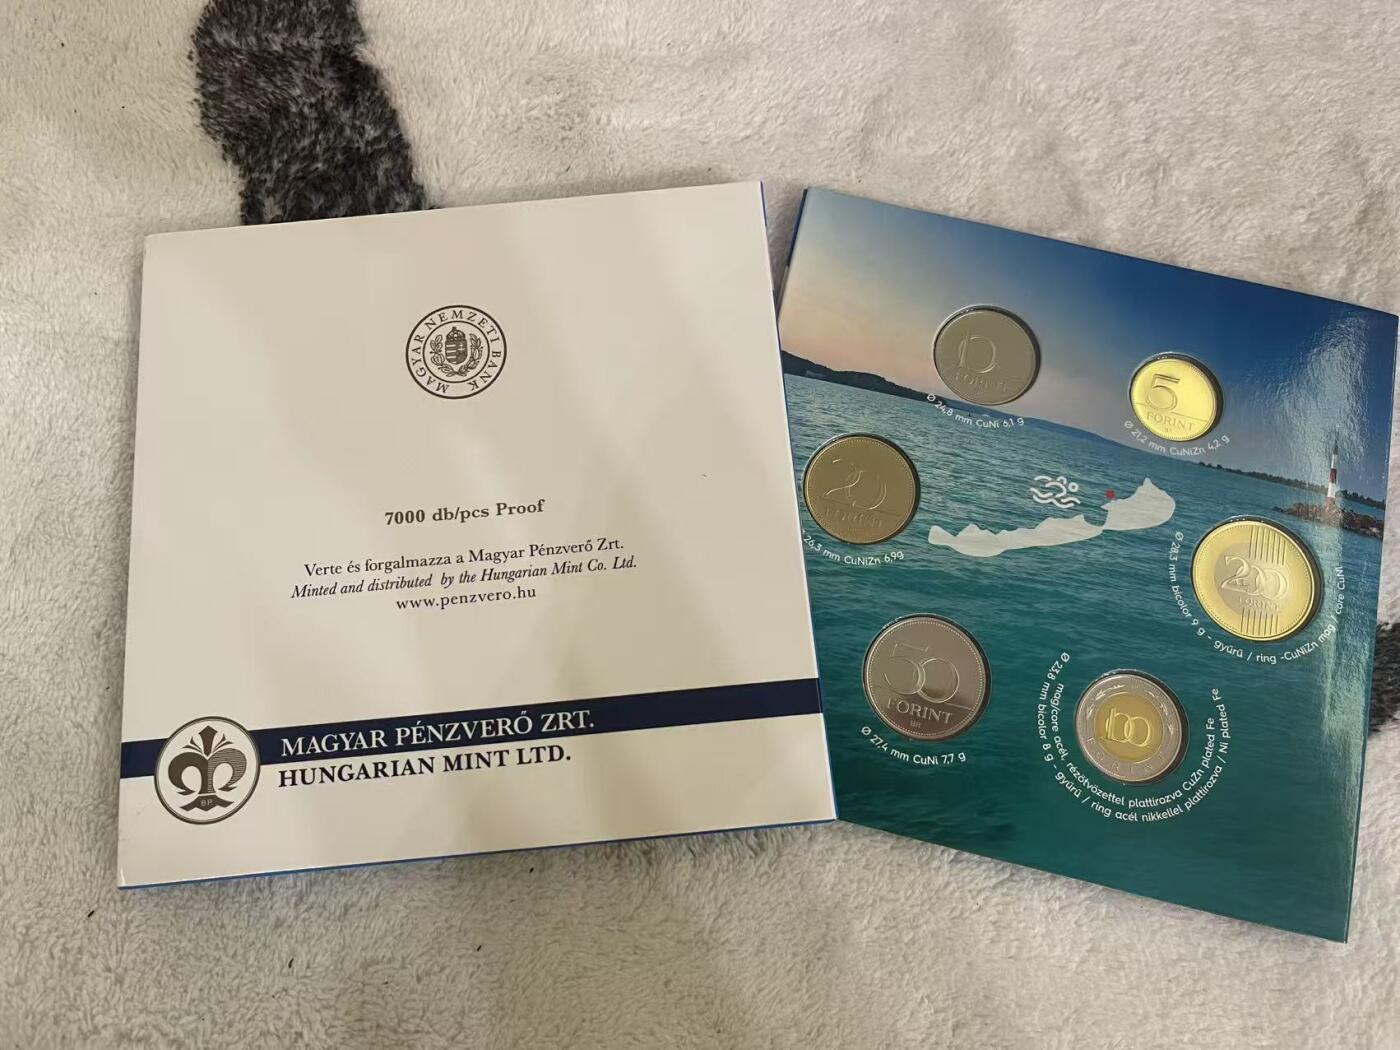 MAGYAR NEMZETI BANK
7000 db/pcs Proof
Verte és forgalmazza a Magyar Pénzverő Zrt.
Minted and distributed by the Hungarian Mint Co. Ltd.
www.penzvero.hu
MAGYAR PÉNZVERŐ ZRT.
HUNGARIAN MINT LTD.
BP
10
FORINT
Ø 24,8 mm CuNi 6,1 g
5
FORINT
BP
Ø 21,2 mm CuNiZn 4,2 g
20
FORINT
26,3 mm CuNiZn 6,9g
200
FORINT
Ø 28,3 mm bicolor 9 g - gyűrű / ring -CuNiZn mag / core CuNi
50
FORINT
BP
Ø 27,4 mm CuNi 7,7 g
100
FORINT
Ø 23,8 mm bicolor 8 g - gyűrű / ring acél nikkellel plattírozva / Ni plated Fe
mag/core acél, rézötvözettel plattírozva CuZn plated Fe